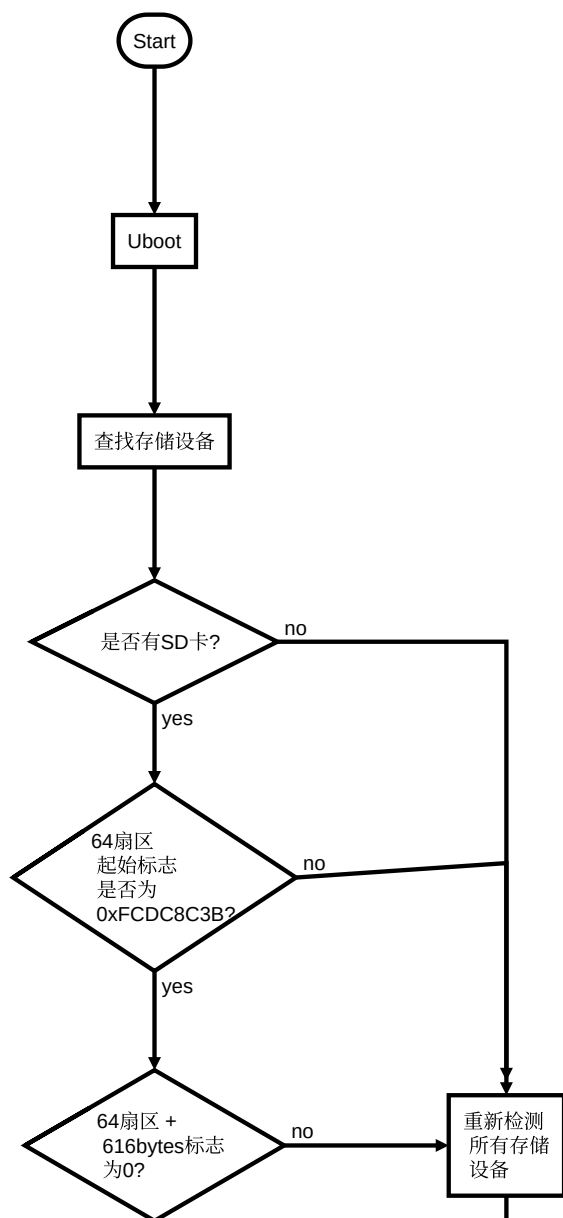 Start
Uboot
查找存储设备
是否有SD卡?
no
yes
64扇区
起始标志
是否为
0xFCDC8C3B?
no
yes
64扇区 +
616bytes标志
为0?
no
重新检测
所有存储
设备